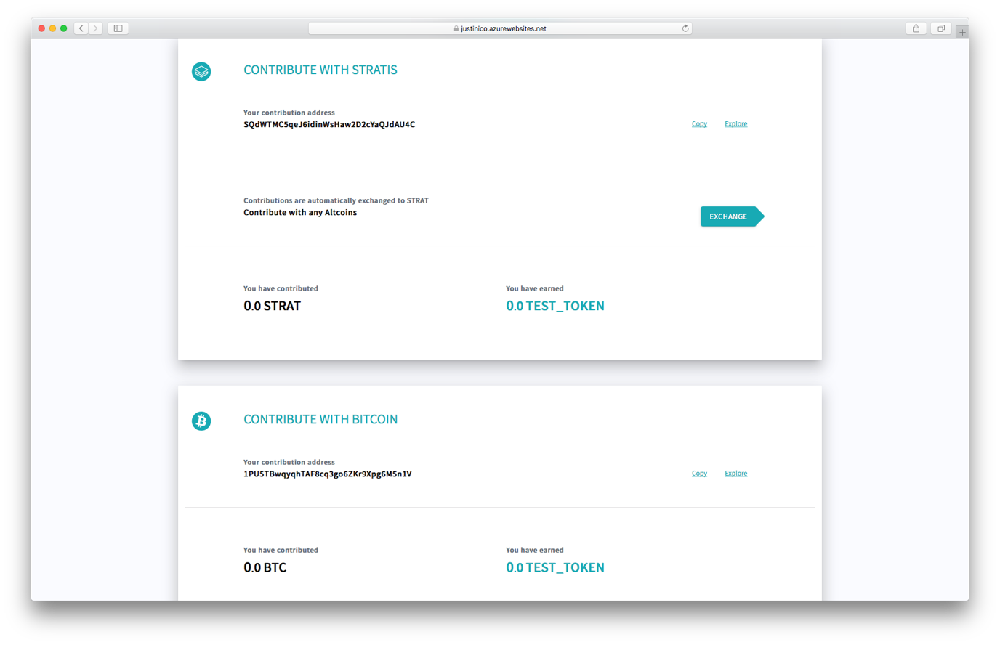 justinico.azurewebsites.net
CONTRIBUTE WITH STRATIS
Your contribution address
SQdWTMC5qeJ6idinWsHaw2D2cYaQJdAU4C
Copy Explore
Contributions are automatically exchanged to STRAT
Contribute with any Altcoins
EXCHANGE
You have contributed You have earned
0.0 STRAT 0.0 TEST_TOKEN
CONTRIBUTE WITH BITCOIN
Your contribution address
1PU5TBwqyqhTAF8cq3go6ZKr9Xpg6M5n1V
Copy Explore
You have contributed You have earned
0.0 BTC 0.0 TEST_TOKEN